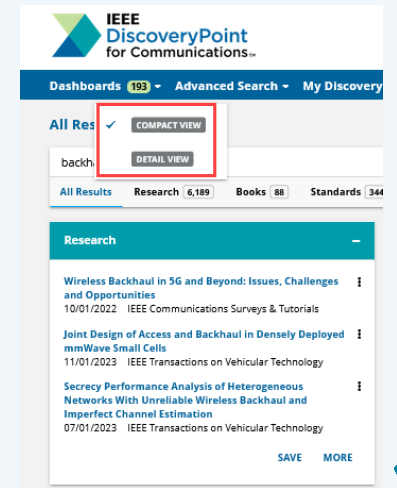 IEEE
DiscoveryPoint
for Communications℠
Dashboards 193 Advanced Search My Discovery
All Res
COMPACT VIEW
DETAIL VIEW
backh
All Results Research 6,189 Books 88 Standards 344
Research
Wireless Backhaul in 5G and Beyond: Issues, Challenges
and Opportunities
10/01/2022 IEEE Communications Surveys & Tutorials
Joint Design of Access and Backhaul in Densely Deployed
mmWave Small Cells
11/01/2023 IEEE Transactions on Vehicular Technology
Secrecy Performance Analysis of Heterogeneous
Networks With Unreliable Wireless Backhaul and
Imperfect Channel Estimation
07/01/2023 IEEE Transactions on Vehicular Technology
SAVE MORE